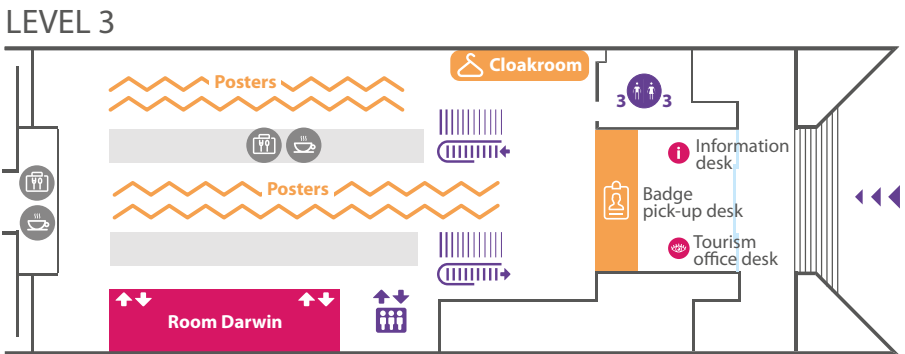 LEVEL 3
Posters
Cloakroom
3 3
Information
desk
Posters
Badge
pick-up desk
Tourism
office desk
Room Darwin